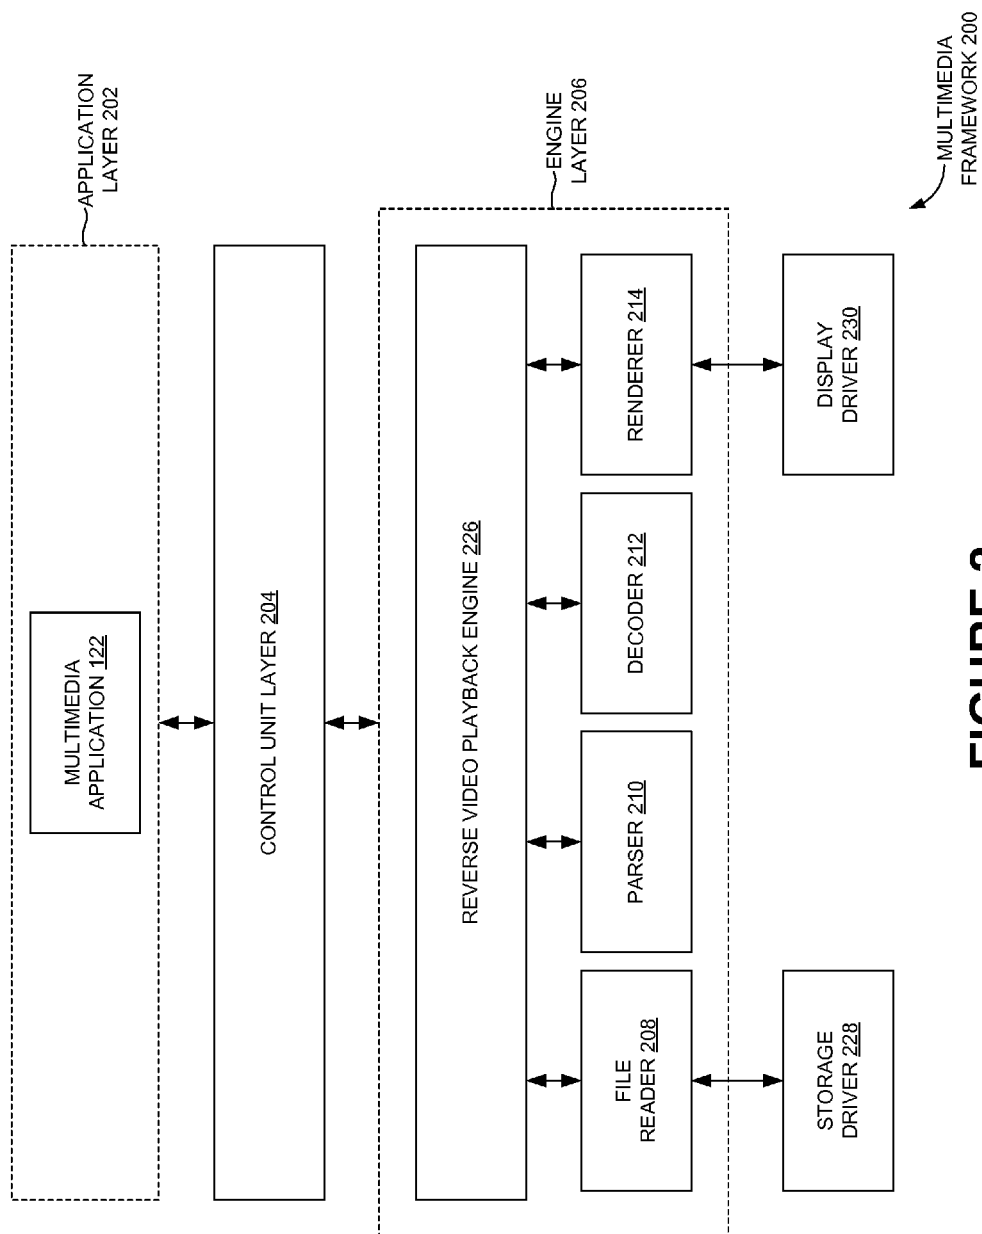 APPLICATION
LAYER 202
MULTIMEDIA
APPLICATION 122
CONTROL UNIT LAYER 204
ENGINE
LAYER 206
REVERSE VIDEO PLAYBACK ENGINE 226
FILE
READER 208
PARSER 210
DECODER 212
RENDERER 214
STORAGE
DRIVER 228
DISPLAY
DRIVER 230
MULTIMEDIA
FRAMEWORK 200
FIGURE